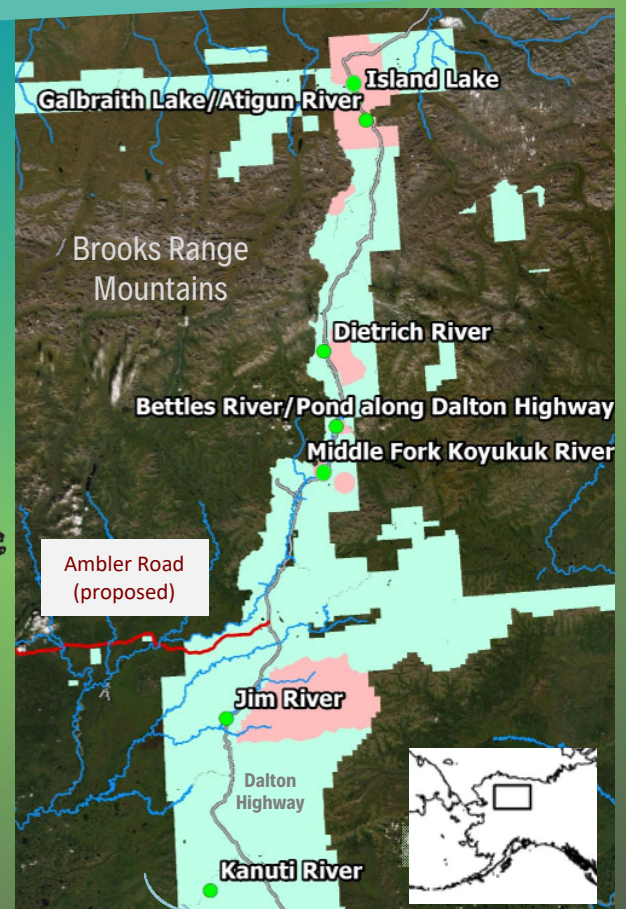 Island Lake
Galbraith Lake/Atigun River
Brooks Range
Mountains
Dietrich River
Bettles River/Pond along Dalton Highway
Middle Fork Koyukuk River
Ambler Road
(proposed)
Jim River
Dalton
Highway
Kanuti River